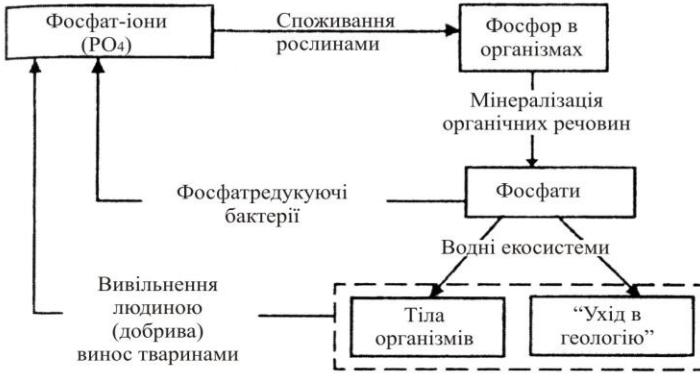 Фосфат-іони
(PO₄)
Споживання
рослинами
Фосфор в
організмах
Мінералізація
органічних речовин
Фосфатредукуючі
бактерії
Фосфати
Водні екосистеми
Вивільнення
людиною
(добрива)
винос тваринами
Тіла
організмів
“Ухід в
геологію”